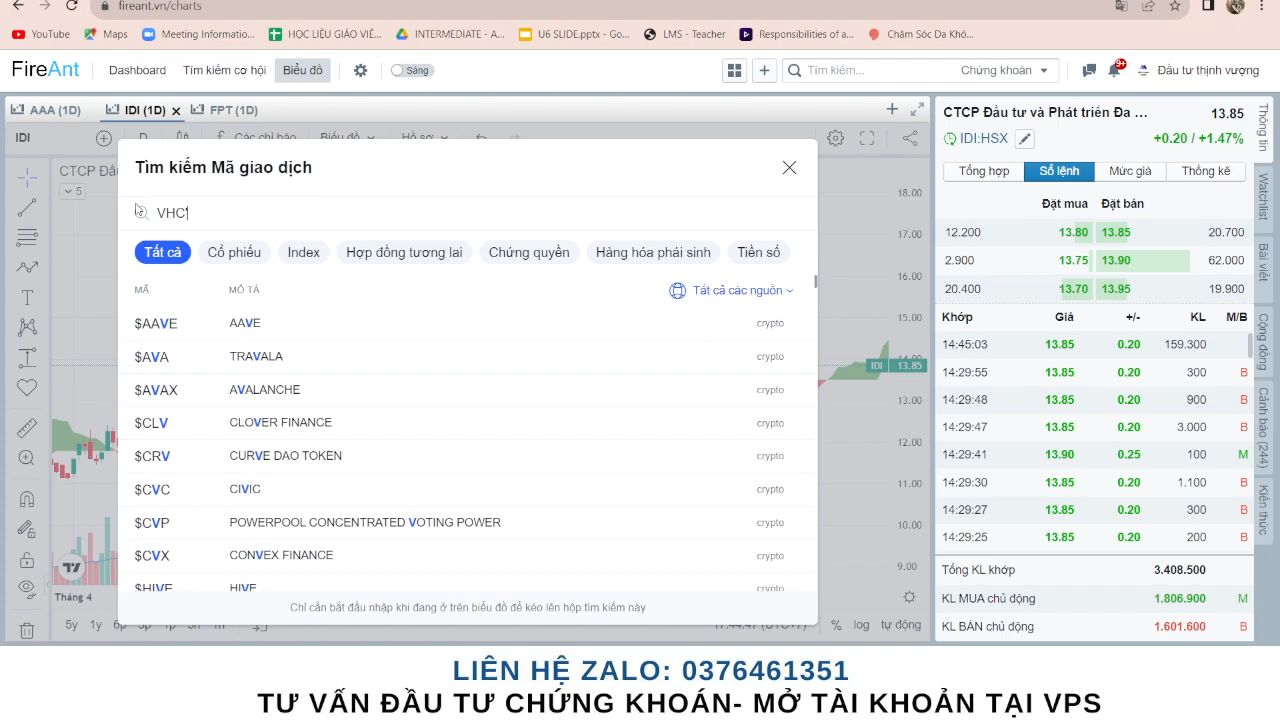 fireant.vn/charts
YouTube Maps Meeting Informatio... HỌC LIỆU GIÁO VIÊ... INTERMEDIATE - A... U6 SLIDE.pptx - Go... LMS - Teacher Responsibilities of a... Chăm Sóc Da Khô...
FireAnt Dashboard Tìm kiếm cơ hội Biểu đồ Sáng Tìm kiếm... Chứng khoán 9+ Đầu tư thịnh vượng
AAA (1D) IDI (1D) FPT (1D)
IDI D Các chỉ báo Biểu đồ Hồ sơ
CTCP Đầu
5
Tìm kiếm Mã giao dịch
VHC
Tất cả Cổ phiếu Index Hợp đồng tương lai Chứng quyền Hàng hóa phái sinh Tiền số
MÃ MÔ TẢ Tất cả các nguồn
$AAVE AAVE crypto
$AVA TRAVALA crypto
$AVAX AVALANCHE crypto
$CLV CLOVER FINANCE crypto
$CRV CURVE DAO TOKEN crypto
$CVC CIVIC crypto
$CVP POWERPOOL CONCENTRATED VOTING POWER crypto
$CVX CONVEX FINANCE crypto
$HIVE HIVE crypto
Chỉ cần bắt đầu nhập khi đang ở trên biểu đồ để kéo lên hộp tìm kiếm này
18.00
17.00
16.00
15.00
14.00
IDI 13.85
13.00
12.00
11.00
10.00
9.00
Tháng 4
5y 1y 6p 3p 1p 5n 1n 17:44:47 (UTC+7) % log tự động
CTCP Đầu tư và Phát triển Đa ... 13.85
IDI:HSX +0.20 / +1.47%
Tổng hợp Sổ lệnh Mức giá Thống kê
Đặt mua Đặt bán
12.200 13.80 13.85 20.700
2.900 13.75 13.90 62.000
20.400 13.70 13.95 19.900
Khớp Giá +/- KL M/B
14:45:03 13.85 0.20 159.300
14:29:55 13.85 0.20 300 B
14:29:48 13.85 0.20 900 B
14:29:47 13.85 0.20 3.000 B
14:29:41 13.90 0.25 100 M
14:29:30 13.85 0.20 1.100 B
14:29:27 13.85 0.20 300 B
14:29:25 13.85 0.20 200 B
Tổng KL khớp 3.408.500
KL MUA chủ động 1.806.900 M
KL BÁN chủ động 1.601.600 B
Thông tin
Watchlist
Bài viết
Cộng đồng
Cảnh báo (244)
Kiến thức
LIÊN HỆ ZALO: 0376461351
TƯ VẤN ĐẦU TƯ CHỨNG KHOÁN- MỞ TÀI KHOẢN TẠI VPS